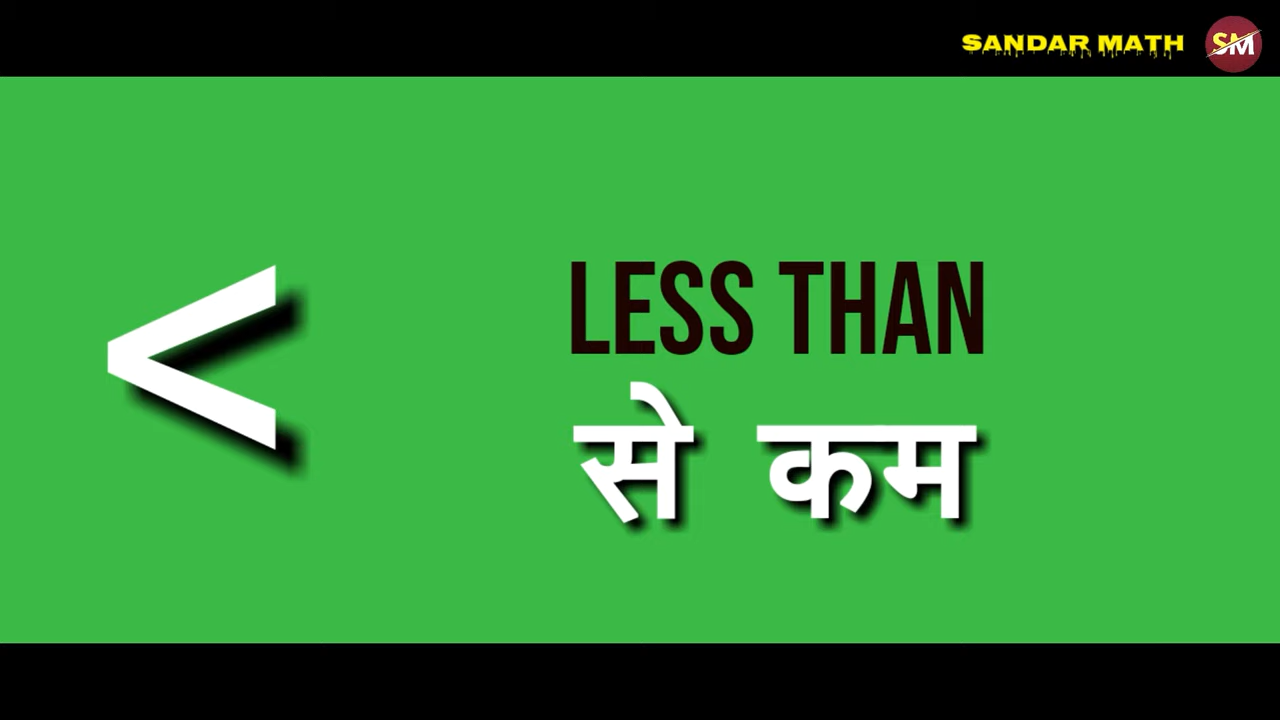 SANDAR MATH SM
<
LESS THAN
से कम